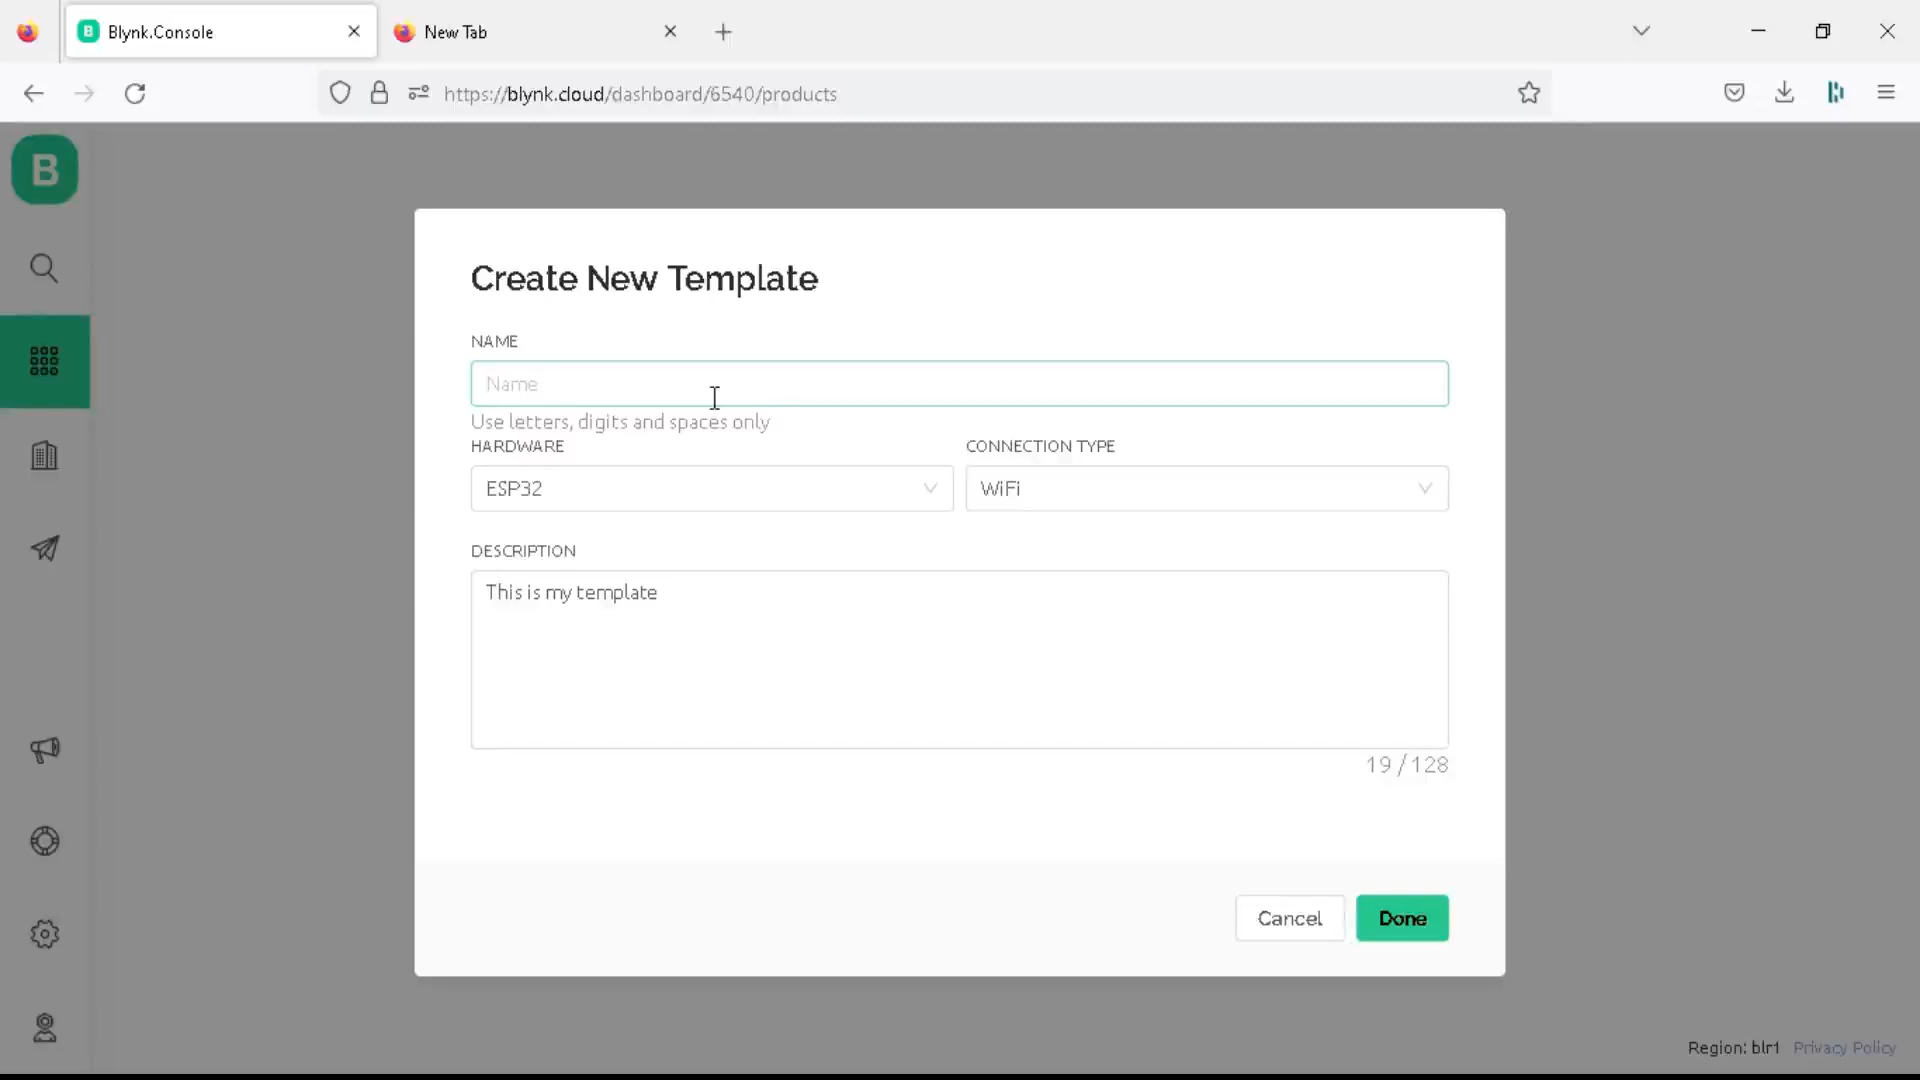 Blynk.Console
New Tab
https://blynk.cloud/dashboard/6540/products
B
Create New Template
NAME
Name
Use letters, digits and spaces only
HARDWARE
CONNECTION TYPE
ESP32
WiFi
DESCRIPTION
This is my template
19 / 128
Cancel
Done
Region: blr1 Privacy Policy